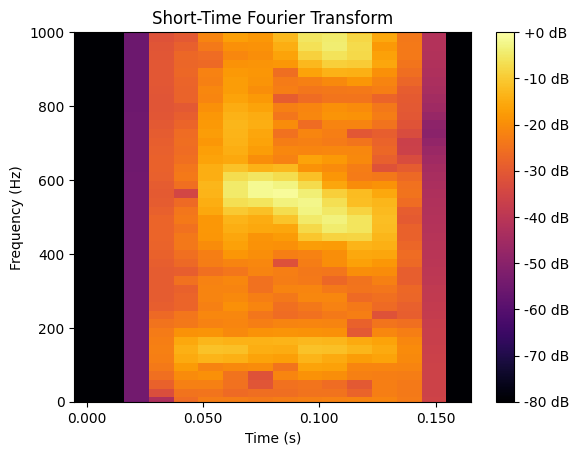 Short-Time Fourier Transform
1000
800
600
400
200
0
Frequency (Hz)
0.000
0.050
0.100
0.150
Time (s)
+0 dB
-10 dB
-20 dB
-30 dB
-40 dB
-50 dB
-60 dB
-70 dB
-80 dB